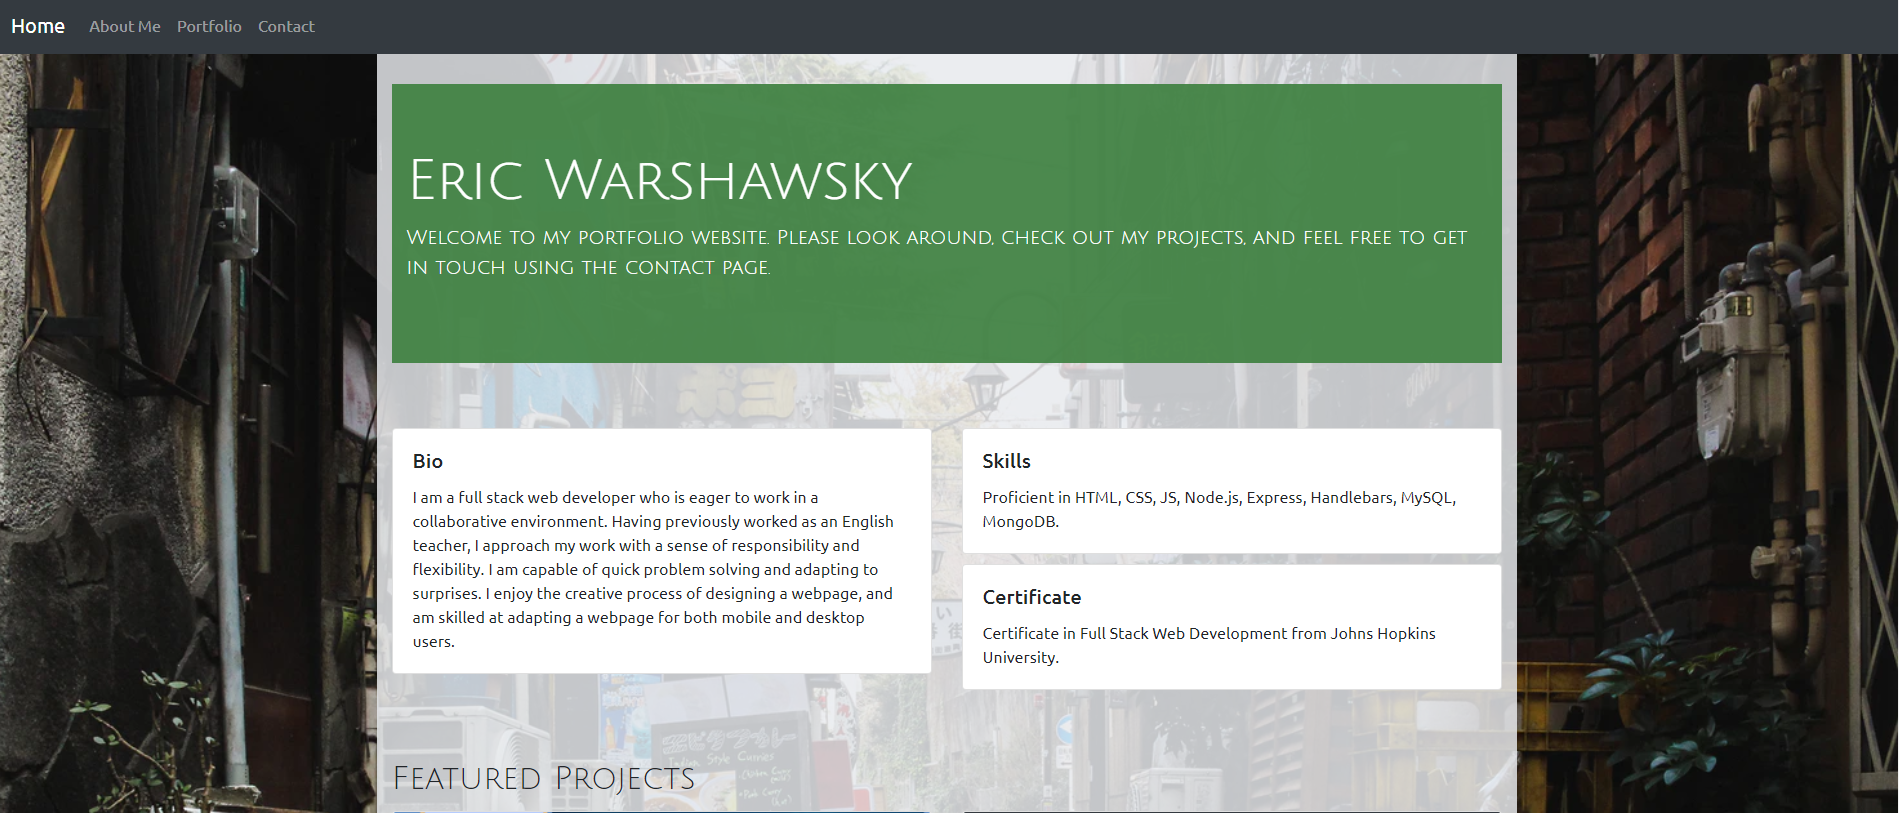 Home About Me Portfolio Contact
Eric Warshawsky
Welcome to my portfolio website. Please look around, check out my projects, and feel free to get
in touch using the contact page.
Bio
I am a full stack web developer who is eager to work in a
collaborative environment. Having previously worked as an English
teacher, I approach my work with a sense of responsibility and
flexibility. I am capable of quick problem solving and adapting to
surprises. I enjoy the creative process of designing a webpage, and
am skilled at adapting a webpage for both mobile and desktop
users.
Skills
Proficient in HTML, CSS, JS, Node.js, Express, Handlebars, MySQL,
MongoDB.
Certificate
Certificate in Full Stack Web Development from Johns Hopkins
University.
Indian Style Curries
Featured Projects